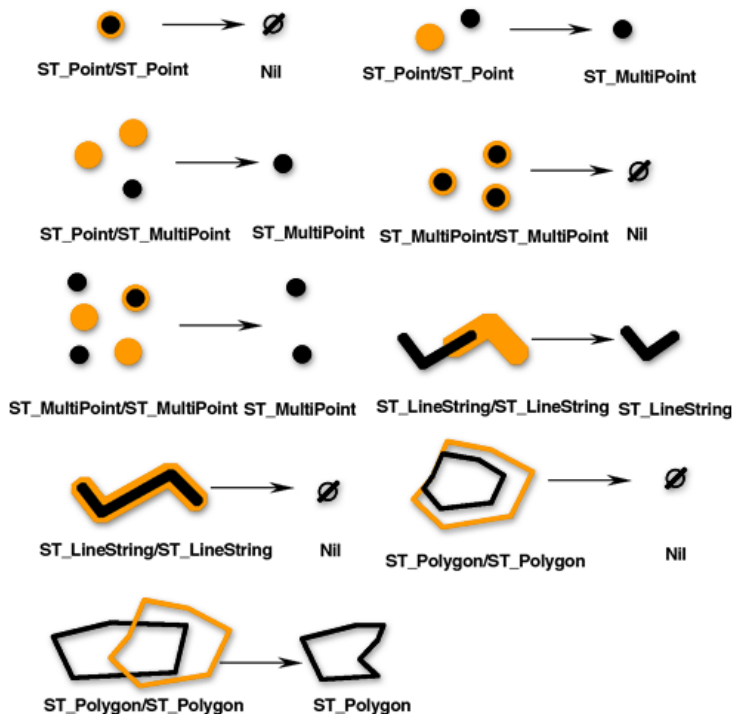 ST_Point/ST_Point Nil
ST_Point/ST_Point ST_MultiPoint
ST_Point/ST_MultiPoint ST_MultiPoint
ST_MultiPoint/ST_MultiPoint Nil
ST_MultiPoint/ST_MultiPoint ST_MultiPoint
ST_LineString/ST_LineString ST_LineString
ST_LineString/ST_LineString Nil
ST_Polygon/ST_Polygon Nil
ST_Polygon/ST_Polygon ST_Polygon